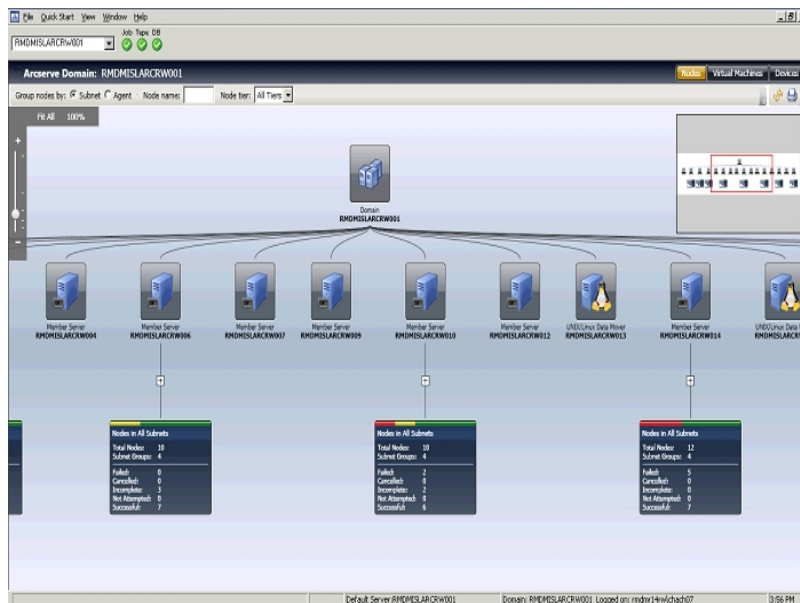 File Quick Start View Window Help
Job Tape DB
RMDMISLARCRW001
Arcserve Domain: RMDMISLARCRW001
Nodes Virtual Machines Devices
Group nodes by: Subnet Agent Node name: Node tier: All Tiers
Fit All 100%
Domain
RMDMISLARCRW001
Member Server
RMDMISLARCRW004
Member Server
RMDMISLARCRW006
Member Server
RMDMISLARCRW007
Member Server
RMDMISLARCRW009
Member Server
RMDMISLARCRW010
Member Server
RMDMISLARCRW012
UNIX/Linux Data Mover
RMDMISLARCRW013
Member Server
RMDMISLARCRW014
UNIX/Linux Data
RMDMISLARCRW
Nodes in All Subnets
Total Nodes: 10
Subnet Groups: 4
Failed: 0
Cancelled: 0
Incomplete: 3
Not Attempted: 0
Successful: 7
Nodes in All Subnets
Total Nodes: 10
Subnet Groups: 4
Failed: 2
Cancelled: 0
Incomplete: 2
Not Attempted: 0
Successful: 6
Nodes in All Subnets
Total Nodes: 12
Subnet Groups: 4
Failed: 5
Cancelled: 0
Incomplete: 0
Not Attempted: 0
Successful: 7
Default Server:RMDMISLARCRW001
Domain: RMDMISLARCRW001 Logged on: rmdmr14rw\chach07
3:56 PM